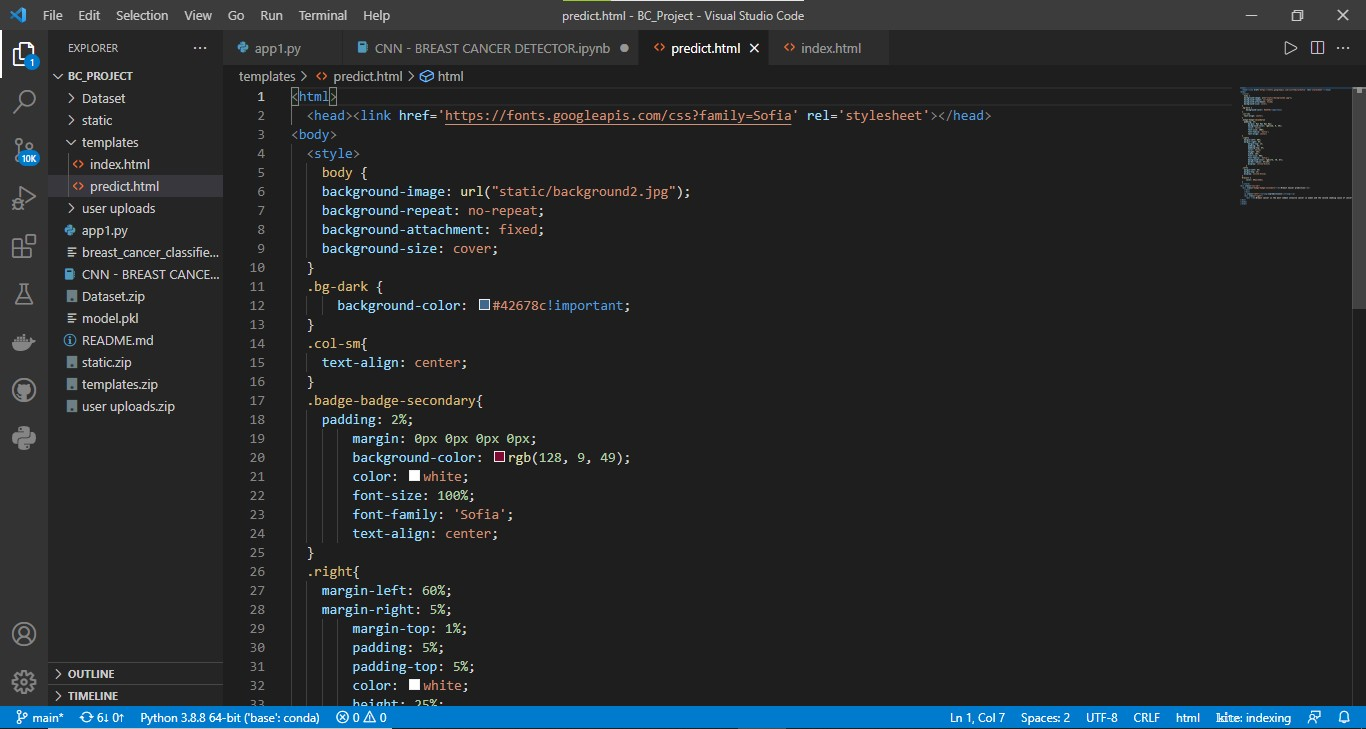 File Edit Selection View Go Run Terminal Help predict.html - BC_Project - Visual Studio Code
EXPLORER
BC_PROJECT
Dataset
static
templates
index.html
predict.html
user uploads
app1.py
breast_cancer_classifie...
CNN - BREAST CANCE...
Dataset.zip
model.pkl
README.md
static.zip
templates.zip
user uploads.zip
OUTLINE
TIMELINE
1
10K
app1.py CNN - BREAST CANCER DETECTOR.ipynb predict.html index.html
templates > predict.html > html
1 <html>
2 <head><link href='https://fonts.googleapis.com/css?family=Sofia' rel='stylesheet'></head>
3 <body>
4 <style>
5 body {
6 background-image: url("static/background2.jpg");
7 background-repeat: no-repeat;
8 background-attachment: fixed;
9 background-size: cover;
10 }
11 .bg-dark {
12 background-color: #42678c!important;
13 }
14 .col-sm{
15 text-align: center;
16 }
17 .badge-badge-secondary{
18 padding: 2%;
19 margin: 0px 0px 0px 0px;
20 background-color: rgb(128, 9, 49);
21 color: white;
22 font-size: 100%;
23 font-family: 'Sofia';
24 text-align: center;
25 }
26 .right{
27 margin-left: 60%;
28 margin-right: 5%;
29 margin-top: 1%;
30 padding: 5%;
31 padding-top: 5%;
32 color: white;
33 height: 25%;
main* 6↓ 0↑ Python 3.8.8 64-bit ('base': conda) 0 0 Ln 1, Col 7 Spaces: 2 UTF-8 CRLF html kite: indexing